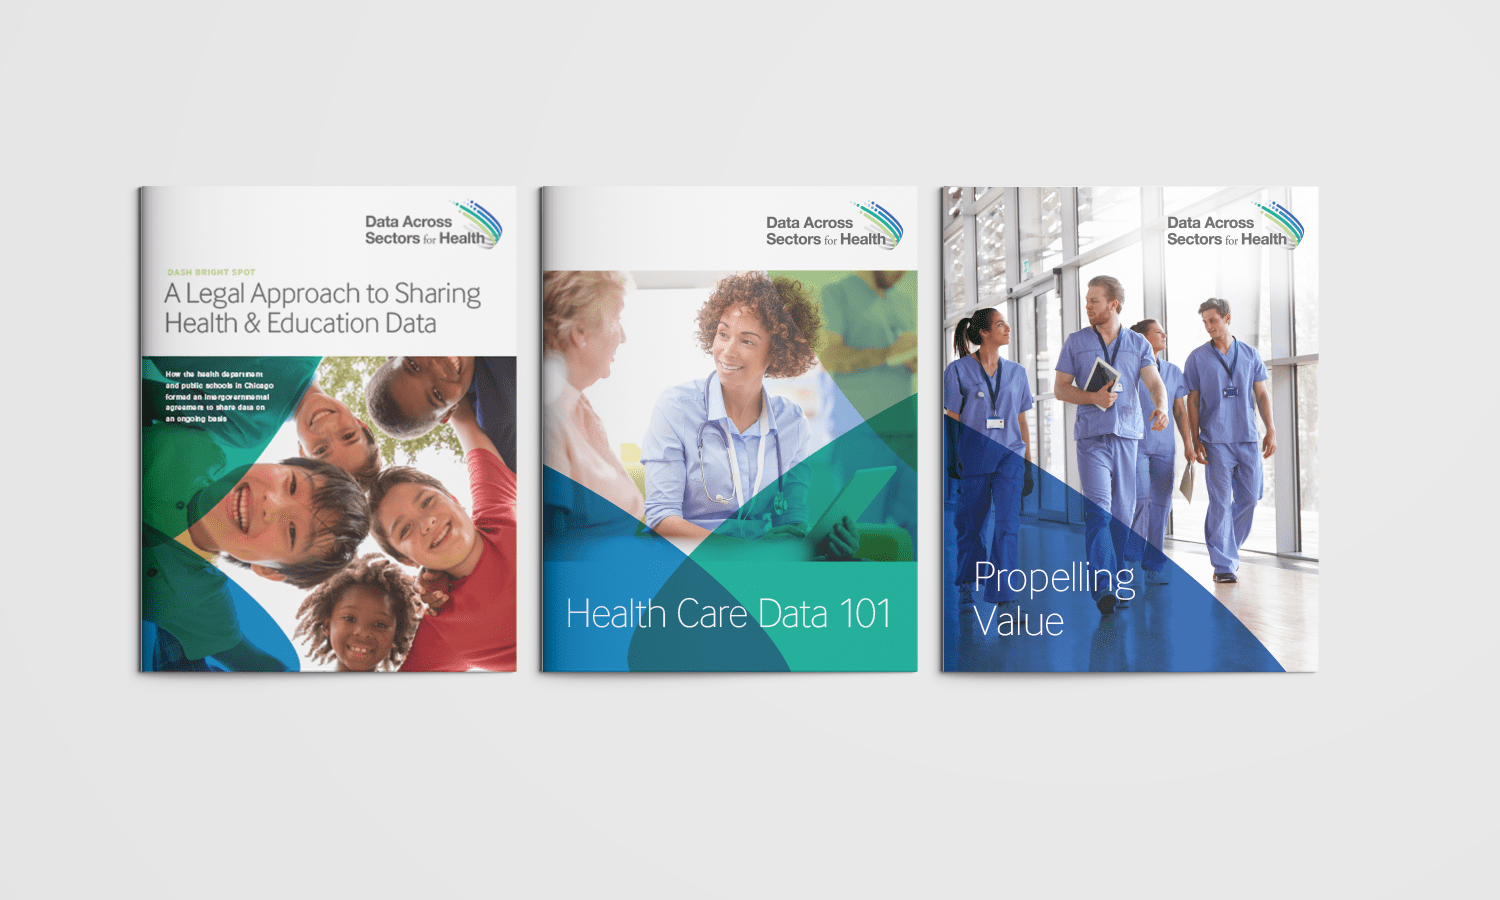 Data Across
Sectors for Health
DASH BRIGHT SPOT
A Legal Approach to Sharing
Health & Education Data
How the health department
and public schools in Chicago
formed an intergovernmental
agreement to share data on
an ongoing basis
Data Across
Sectors for Health
Health Care Data 101
Data Across
Sectors for Health
Propelling
Value